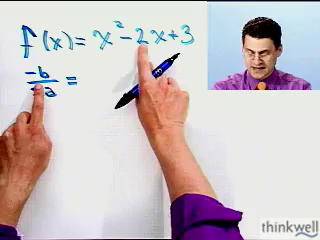 f(x) = x² - 2x + 3
-b/2a =
thinkwell